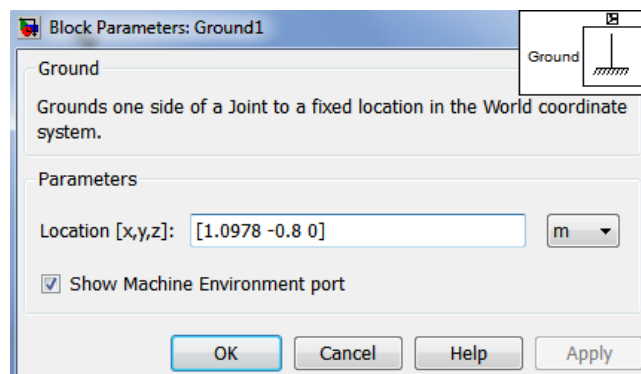 Block Parameters: Ground1
Ground
Ground
Grounds one side of a Joint to a fixed location in the World coordinate
system.
Parameters
Location [x,y,z]: [1.0978 -0.8 0] m
Show Machine Environment port
OK Cancel Help Apply